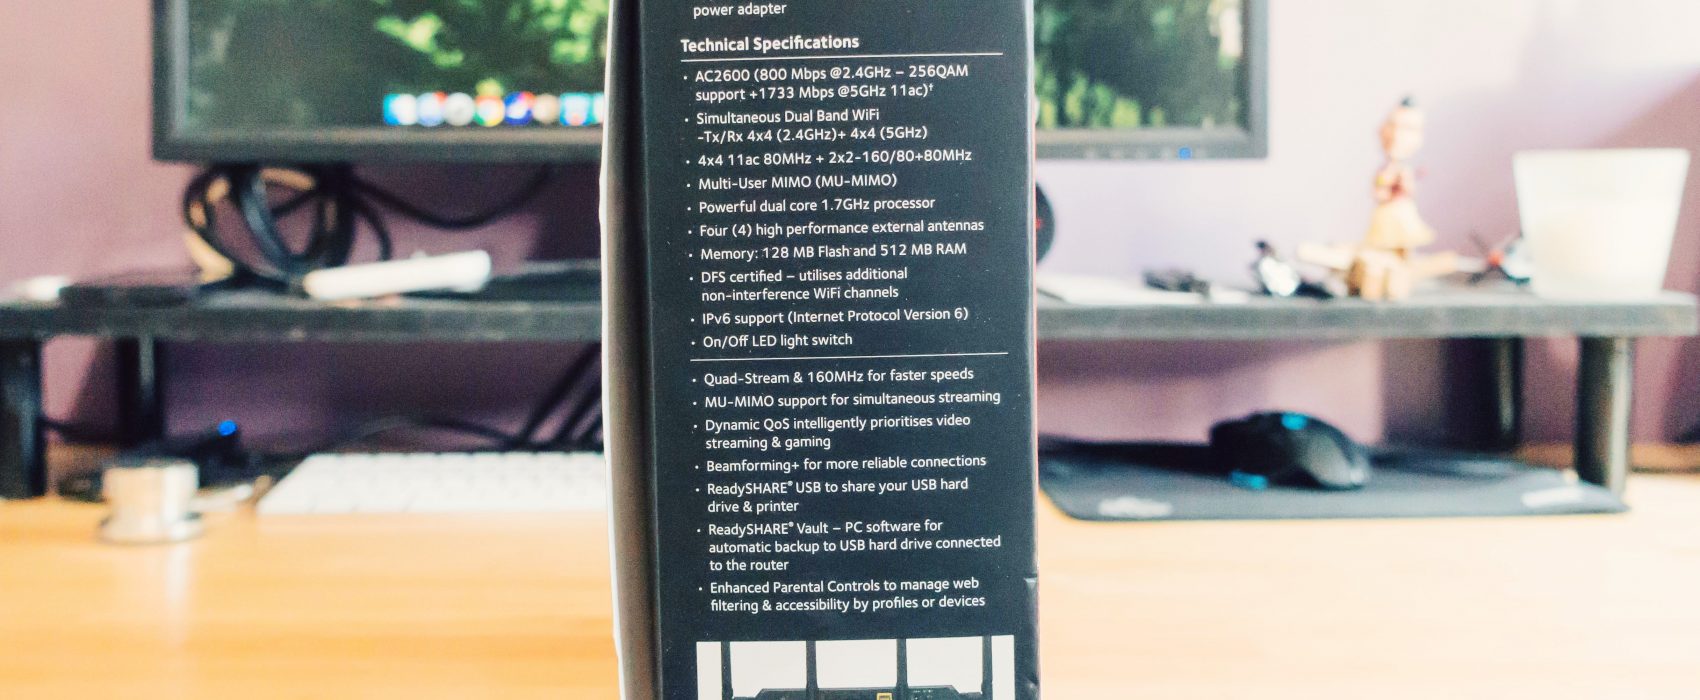 power adapter
Technical Specifications
• AC2600 (800 Mbps @2.4GHz – 256QAM
support +1733 Mbps @5GHz 11ac)†
• Simultaneous Dual Band WiFi
-Tx/Rx 4x4 (2.4GHz)+ 4x4 (5GHz)
• 4x4 11ac 80MHz + 2x2-160/80+80MHz
• Multi-User MIMO (MU-MIMO)
• Powerful dual core 1.7GHz processor
• Four (4) high performance external antennas
• Memory: 128 MB Flash and 512 MB RAM
• DFS certified – utilises additional
non-interference WiFi channels
• IPv6 support (Internet Protocol Version 6)
• On/Off LED light switch
• Quad-Stream & 160MHz for faster speeds
• MU-MIMO support for simultaneous streaming
• Dynamic QoS intelligently prioritises video
streaming & gaming
• Beamforming+ for more reliable connections
• ReadySHARE® USB to share your USB hard
drive & printer
• ReadySHARE® Vault – PC software for
automatic backup to USB hard drive connected
to the router
• Enhanced Parental Controls to manage web
filtering & accessibility by profiles or devices